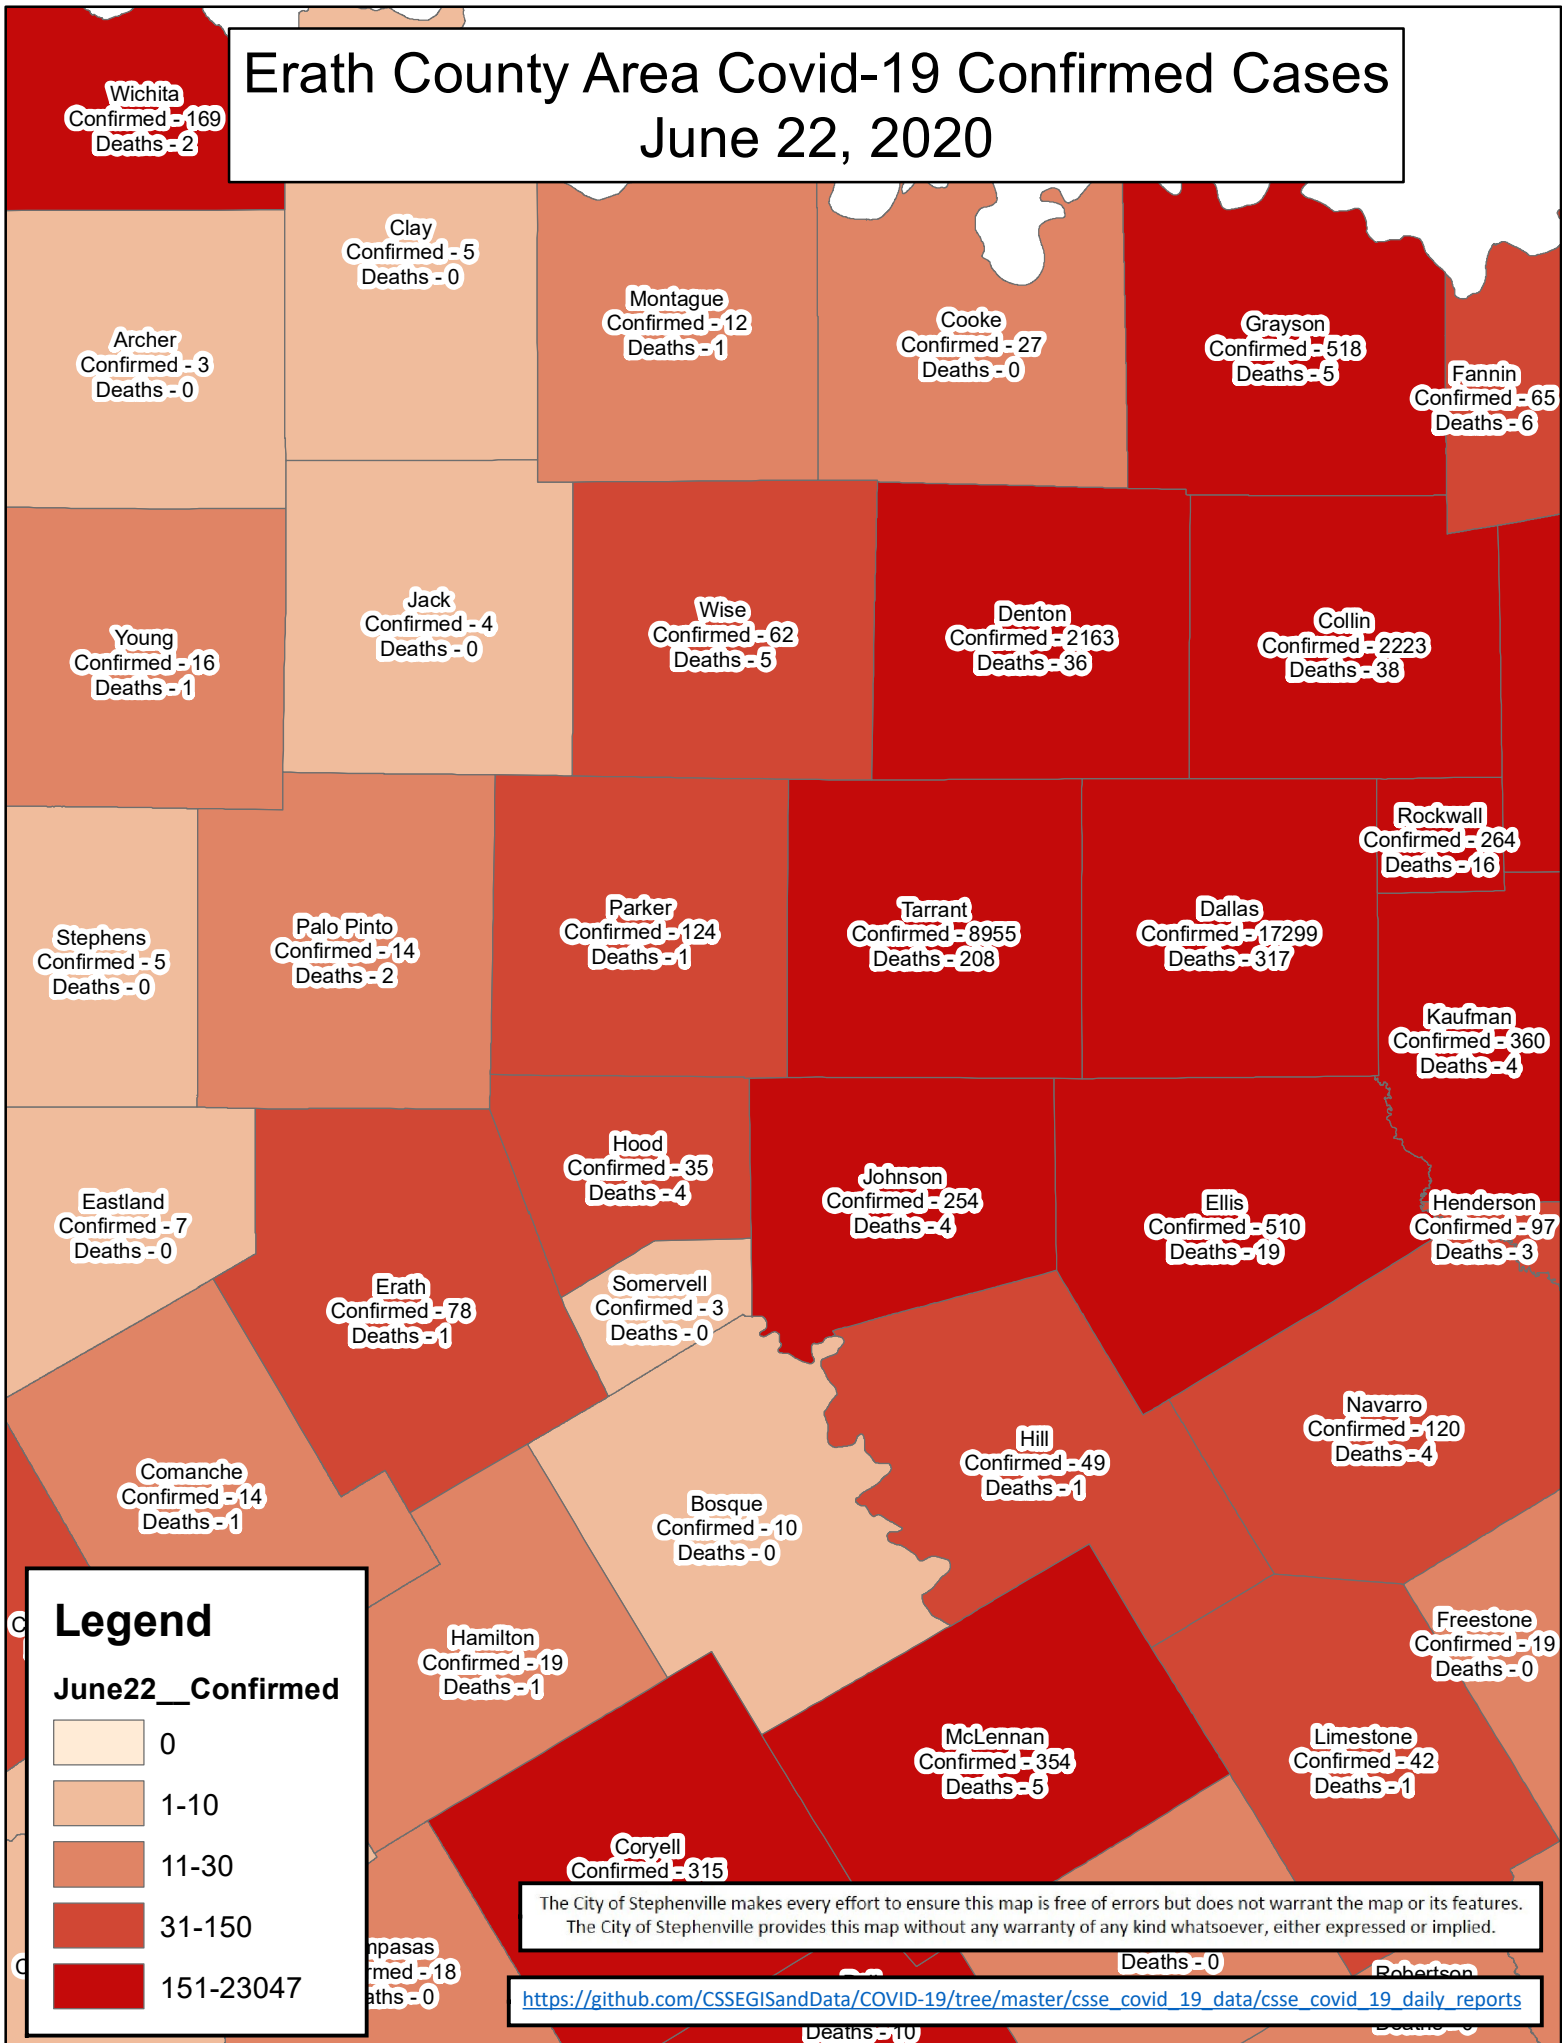 Erath County Area Covid-19 Confirmed Cases
June 22, 2020
Wichita
Confirmed - 169
Deaths - 2
Clay
Confirmed - 5
Deaths - 0
Montague
Confirmed - 12
Deaths - 1
Cooke
Confirmed - 27
Deaths - 0
Grayson
Confirmed - 518
Deaths - 5
Archer
Confirmed - 3
Deaths - 0
Fannin
Confirmed - 65
Deaths - 6
Young
Confirmed - 16
Deaths - 1
Jack
Confirmed - 4
Deaths - 0
Wise
Confirmed - 62
Deaths - 5
Denton
Confirmed - 2163
Deaths - 36
Collin
Confirmed - 2223
Deaths - 38
Rockwall
Confirmed - 264
Deaths - 16
Stephens
Confirmed - 5
Deaths - 0
Palo Pinto
Confirmed - 14
Deaths - 2
Parker
Confirmed - 124
Deaths - 1
Tarrant
Confirmed - 8955
Deaths - 208
Dallas
Confirmed - 17299
Deaths - 317
Kaufman
Confirmed - 360
Deaths - 4
Eastland
Confirmed - 7
Deaths - 0
Hood
Confirmed - 35
Deaths - 4
Johnson
Confirmed - 254
Deaths - 4
Ellis
Confirmed - 510
Deaths - 19
Henderson
Confirmed - 97
Deaths - 3
Erath
Confirmed - 78
Deaths - 1
Somervell
Confirmed - 3
Deaths - 0
Comanche
Confirmed - 14
Deaths - 1
Bosque
Confirmed - 10
Deaths - 0
Hill
Confirmed - 49
Deaths - 1
Navarro
Confirmed - 120
Deaths - 4
Hamilton
Confirmed - 19
Deaths - 1
Freestone
Confirmed - 19
Deaths - 0
McLennan
Confirmed - 354
Deaths - 5
Limestone
Confirmed - 42
Deaths - 1
Coryell
Confirmed - 315
mpasas
rmed - 18
aths - 0
Deaths - 0
Robertson
Deaths - 10
Legend
June22__Confirmed
0
1-10
11-30
31-150
151-23047
The City of Stephenville makes every effort to ensure this map is free of errors but does not warrant the map or its features.
The City of Stephenville provides this map without any warranty of any kind whatsoever, either expressed or implied.
https://github.com/CSSEGISandData/COVID-19/tree/master/csse_covid_19_data/csse_covid_19_daily_reports